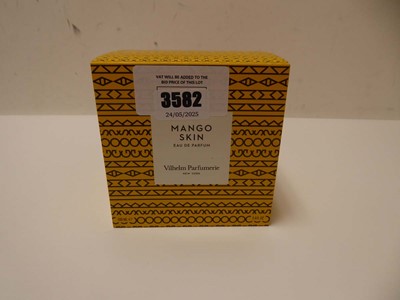 VAT WILL BE ADDED TO THE
BID PRICE OF THIS LOT
3582
24/05/2025
MANGO
SKIN
EAU DE PARFUM
Vilhelm Parfumerie
NEW YORK